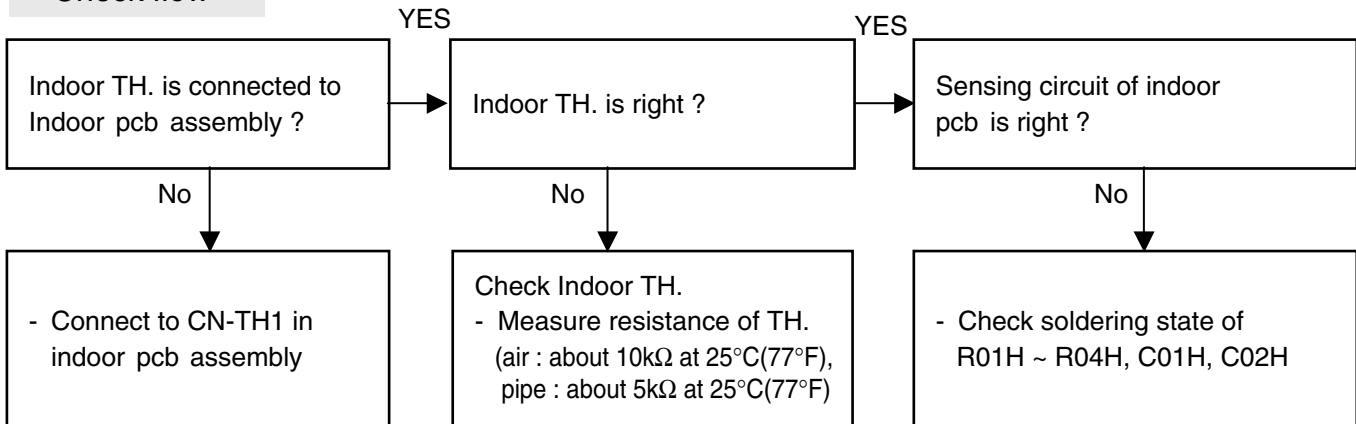 YES
YES
Indoor TH. is connected to
Indoor pcb assembly ?
Indoor TH. is right ?
Sensing circuit of indoor
pcb is right ?
No
No
No
- Connect to CN-TH1 in
indoor pcb assembly
Check Indoor TH.
- Measure resistance of TH.
(air : about 10kΩ at 25°C(77°F),
pipe : about 5kΩ at 25°C(77°F)
- Check soldering state of
R01H ~ R04H, C01H, C02H